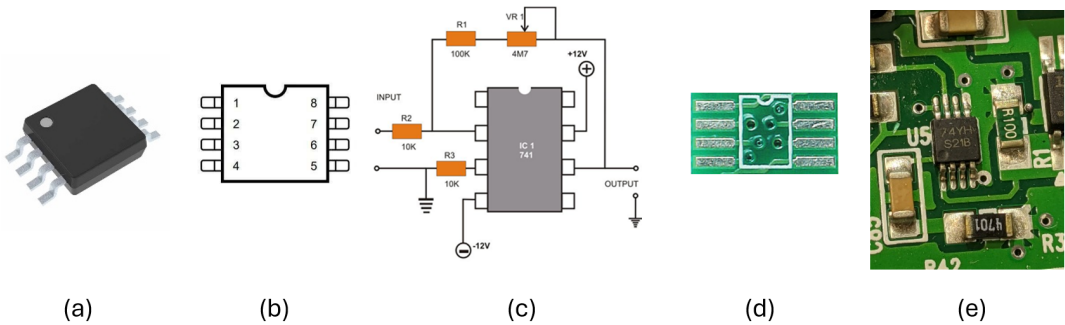 R1
100K
VR 1
4M7
+12V
INPUT
R2
10K
R3
10K
IC 1
741
OUTPUT
-12V
1 8
2 7
3 6
4 5
U5
74YH
S21B
R100
4701
R3
R42
(a) (b) (c) (d) (e)